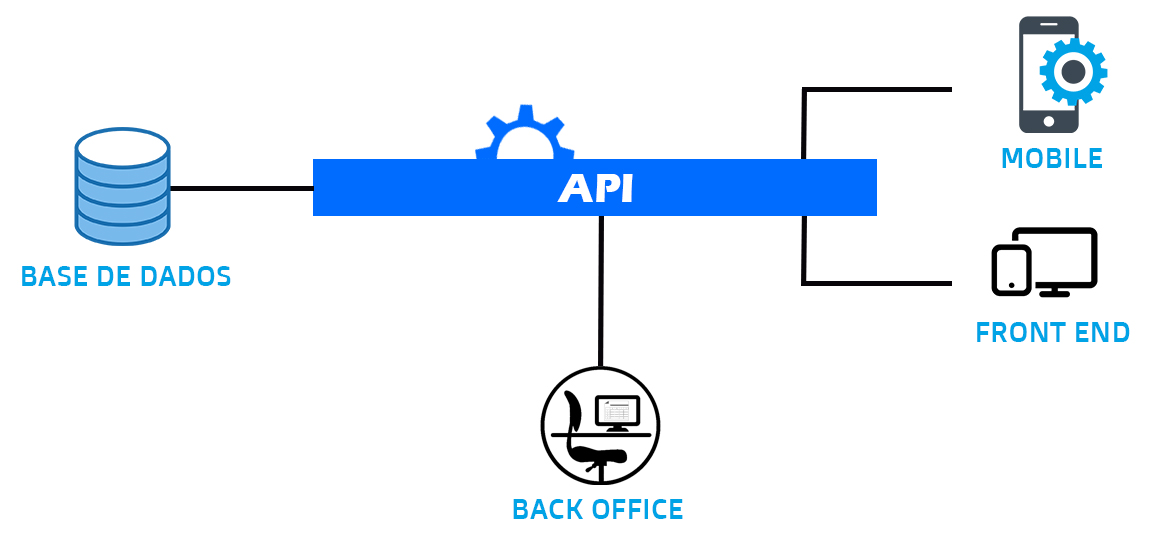 API
MOBILE
BASE DE DADOS
FRONT END
BACK OFFICE